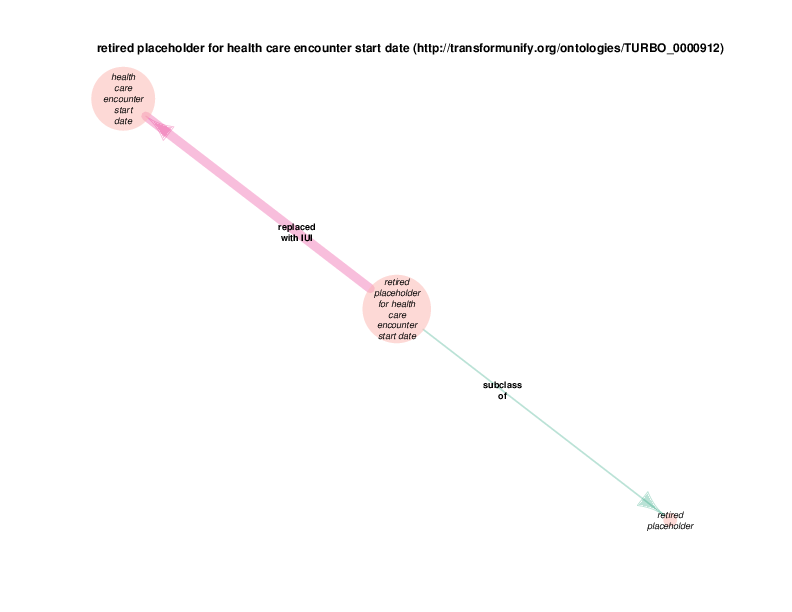 retired placeholder for health care encounter start date (http://transformunify.org/ontologies/TURBO_0000912)
health
care
encounter
start
date
replaced
with IUI
retired
placeholder
for health
care
encounter
start date
subclass
of
retired
placeholder